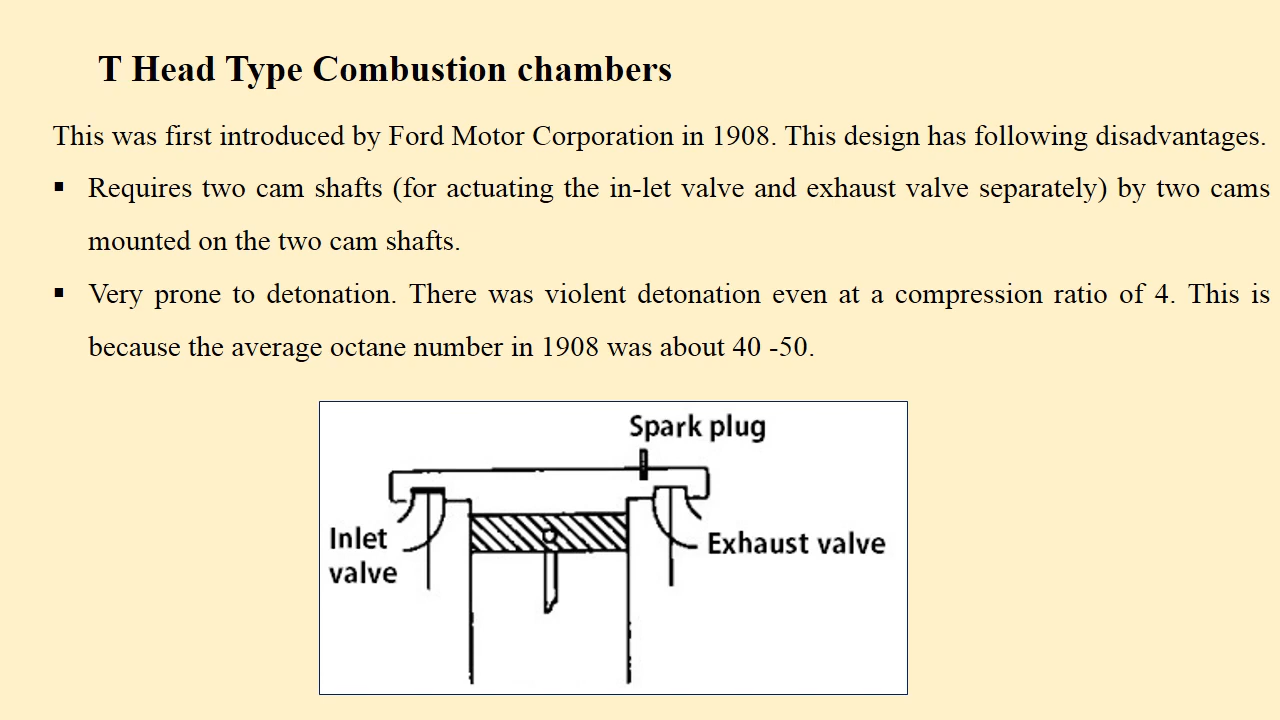 T Head Type Combustion chambers
This was first introduced by Ford Motor Corporation in 1908. This design has following disadvantages.
▪ Requires two cam shafts (for actuating the in-let valve and exhaust valve separately) by two cams
mounted on the two cam shafts.
▪ Very prone to detonation. There was violent detonation even at a compression ratio of 4. This is
because the average octane number in 1908 was about 40 -50.
Spark plug
Inlet
valve
Exhaust valve